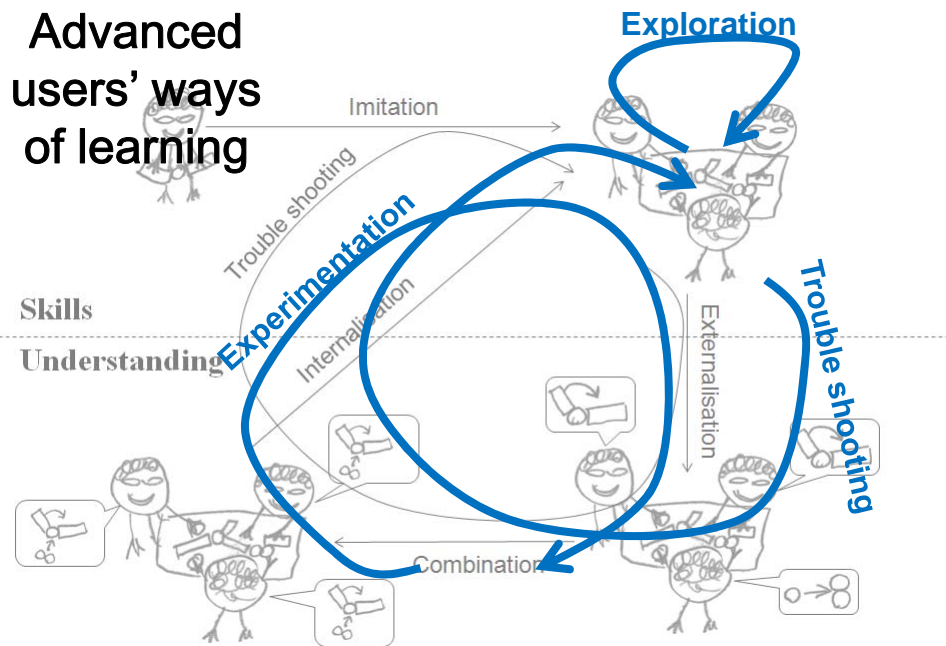 Advanced
users’ ways
of learning
Exploration
Imitation
Trouble shooting
Experimentation
Internalisation
Externalisation
Trouble shooting
Skills
Understanding
Combination